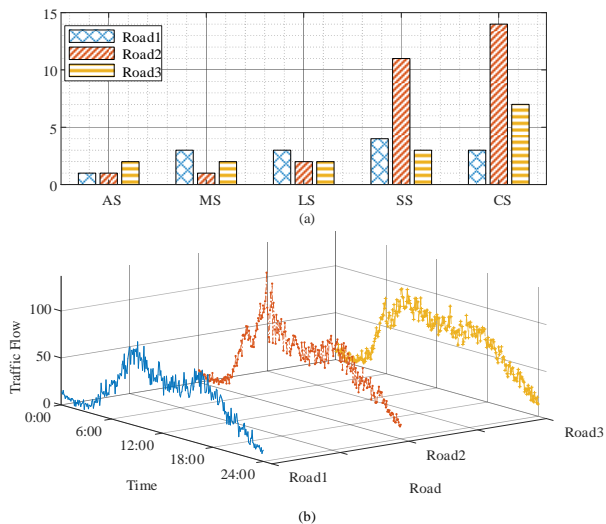 15
10
5
0
Road1
Road2
Road3
AS MS LS SS CS
(a)
100
50
0
Traffic Flow
0:00
6:00
12:00
18:00
24:00
Time
Road1
Road2
Road3
Road
(b)